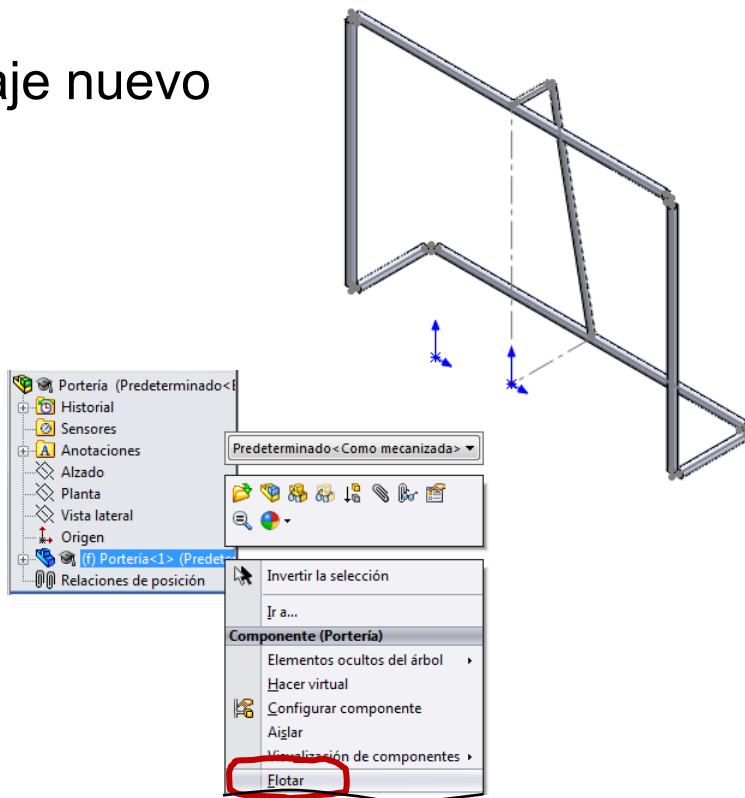 aje nuevo
Portería (Predeterminado<E
Historial
Sensores
Anotaciones
Alzado
Planta
Vista lateral
Origen
(f) Portería<1> (Predeter
Relaciones de posición
Predeterminado<Como mecanizada>
Invertir la selección
Ir a...
Componente (Portería)
Elementos ocultos del árbol
Hacer virtual
Configurar componente
Aislar
Visualización de componentes
Flotar